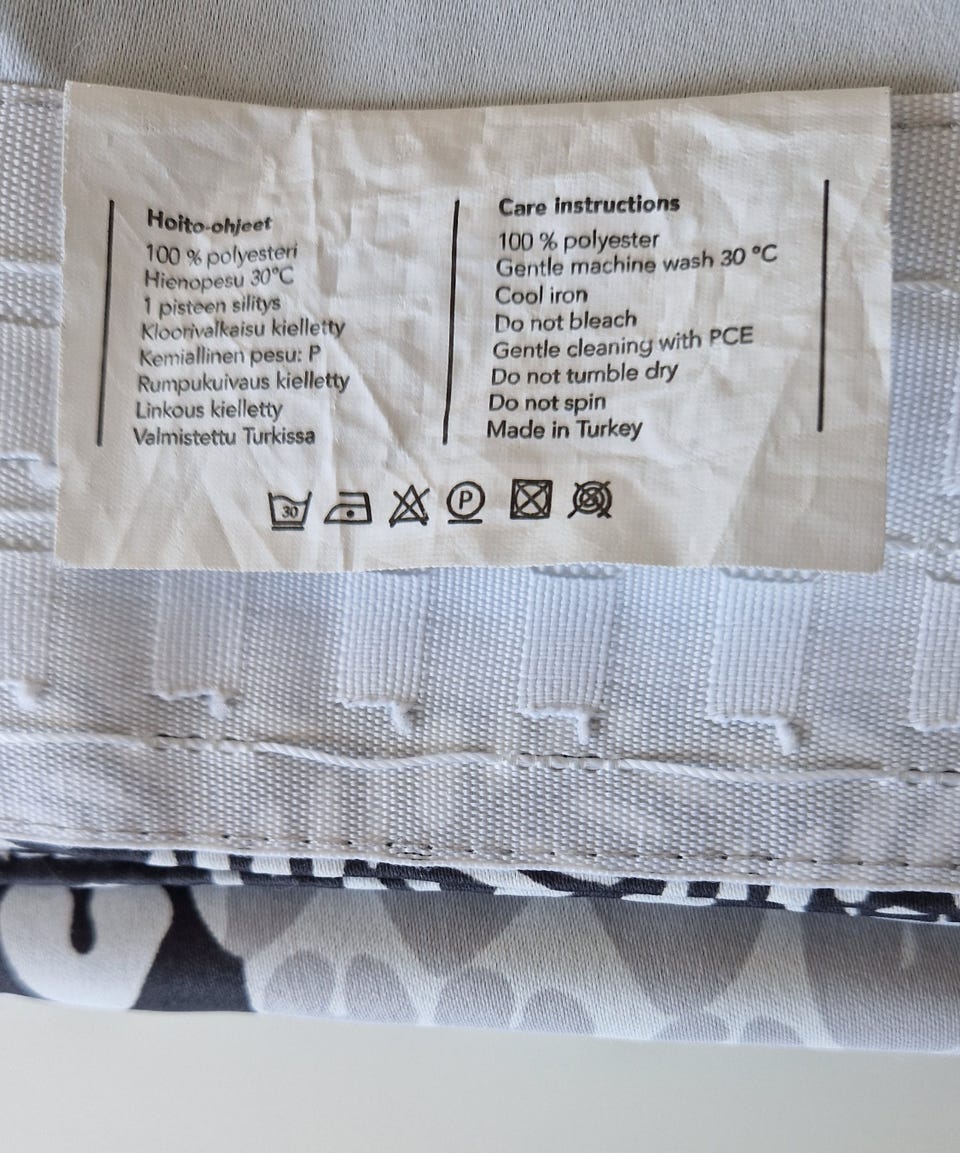 Hoito-ohjeet
100 % polyesteri
Hienopesu 30°C
1 pisteen silitys
Kloorivalkaisu kielletty
Kemiallinen pesu: P
Rumpukuivaus kielletty
Linkous kielletty
Valmistettu Turkissa
Care instructions
100 % polyester
Gentle machine wash 30 °C
Cool iron
Do not bleach
Gentle cleaning with PCE
Do not tumble dry
Do not spin
Made in Turkey
30 P